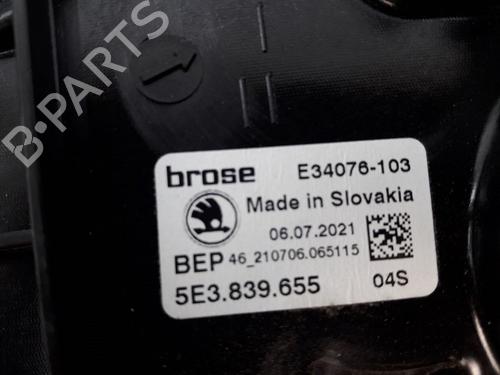 B-PARTS
brose E34076-103
Made in Slovakia
06.07.2021
BEP 46_210706.065115
5E3.839.655 04S